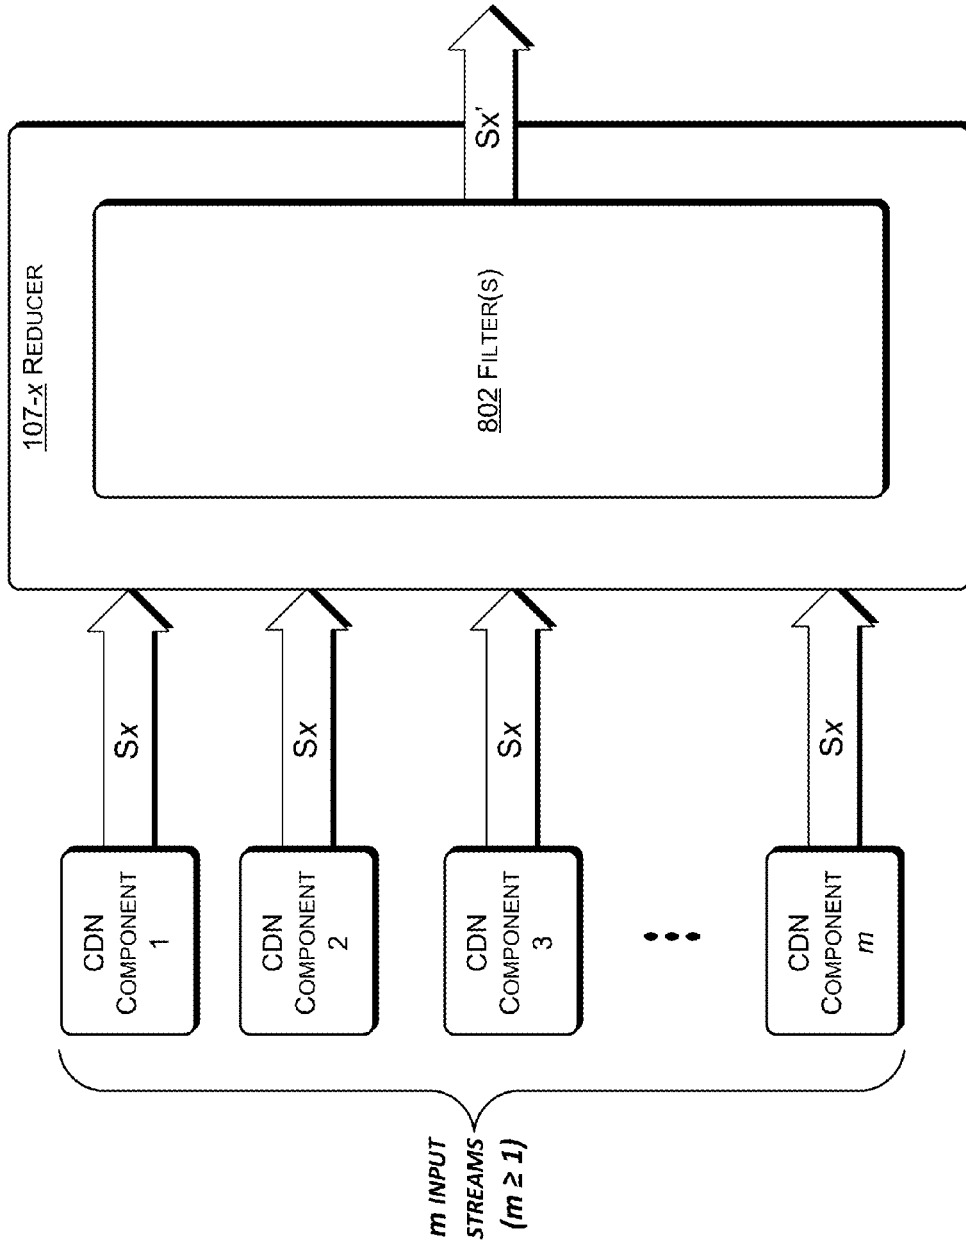 m INPUT
STREAMS
(m ≥ 1)
CDN
COMPONENT
1
Sx
CDN
COMPONENT
2
Sx
CDN
COMPONENT
3
Sx
CDN
COMPONENT
m
Sx
107-x REDUCER
802 FILTER(S)
Sx'